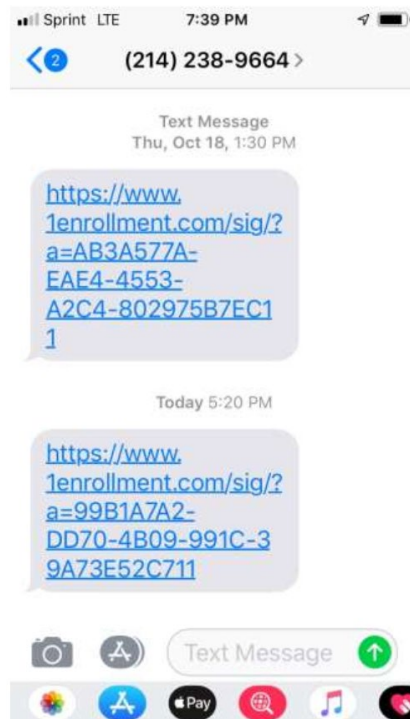 Sprint LTE 7:39 PM
2 (214) 238-9664 >
Text Message
Thu, Oct 18, 1:30 PM
https://www.
1enrollment.com/sig/?
a=AB3A577A-
EAE4-4553-
A2C4-802975B7EC1
1
Today 5:20 PM
https://www.
1enrollment.com/sig/?
a=99B1A7A2-
DD70-4B09-991C-3
9A73E52C711
Text Message
Pay